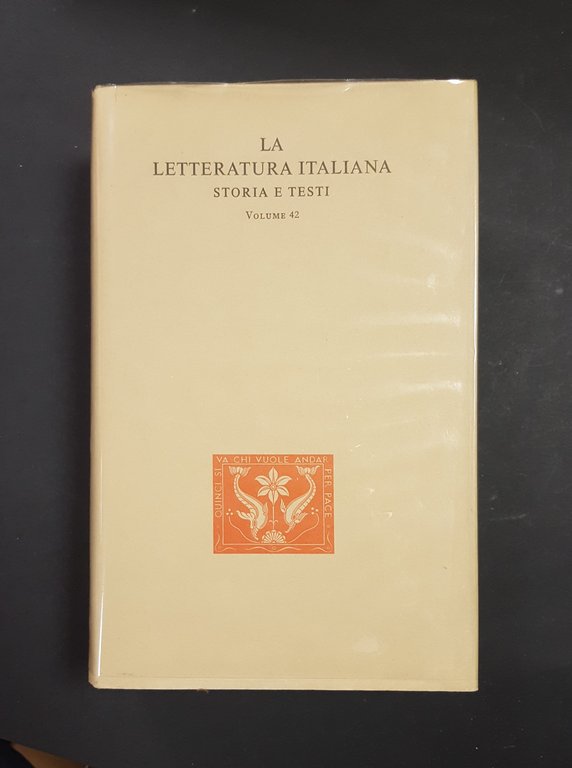 LA
LETTERATURA ITALIANA
STORIA E TESTI
VOLUME 42
QUINCI SI VA CHI VUOLE ANDAR PER PACE